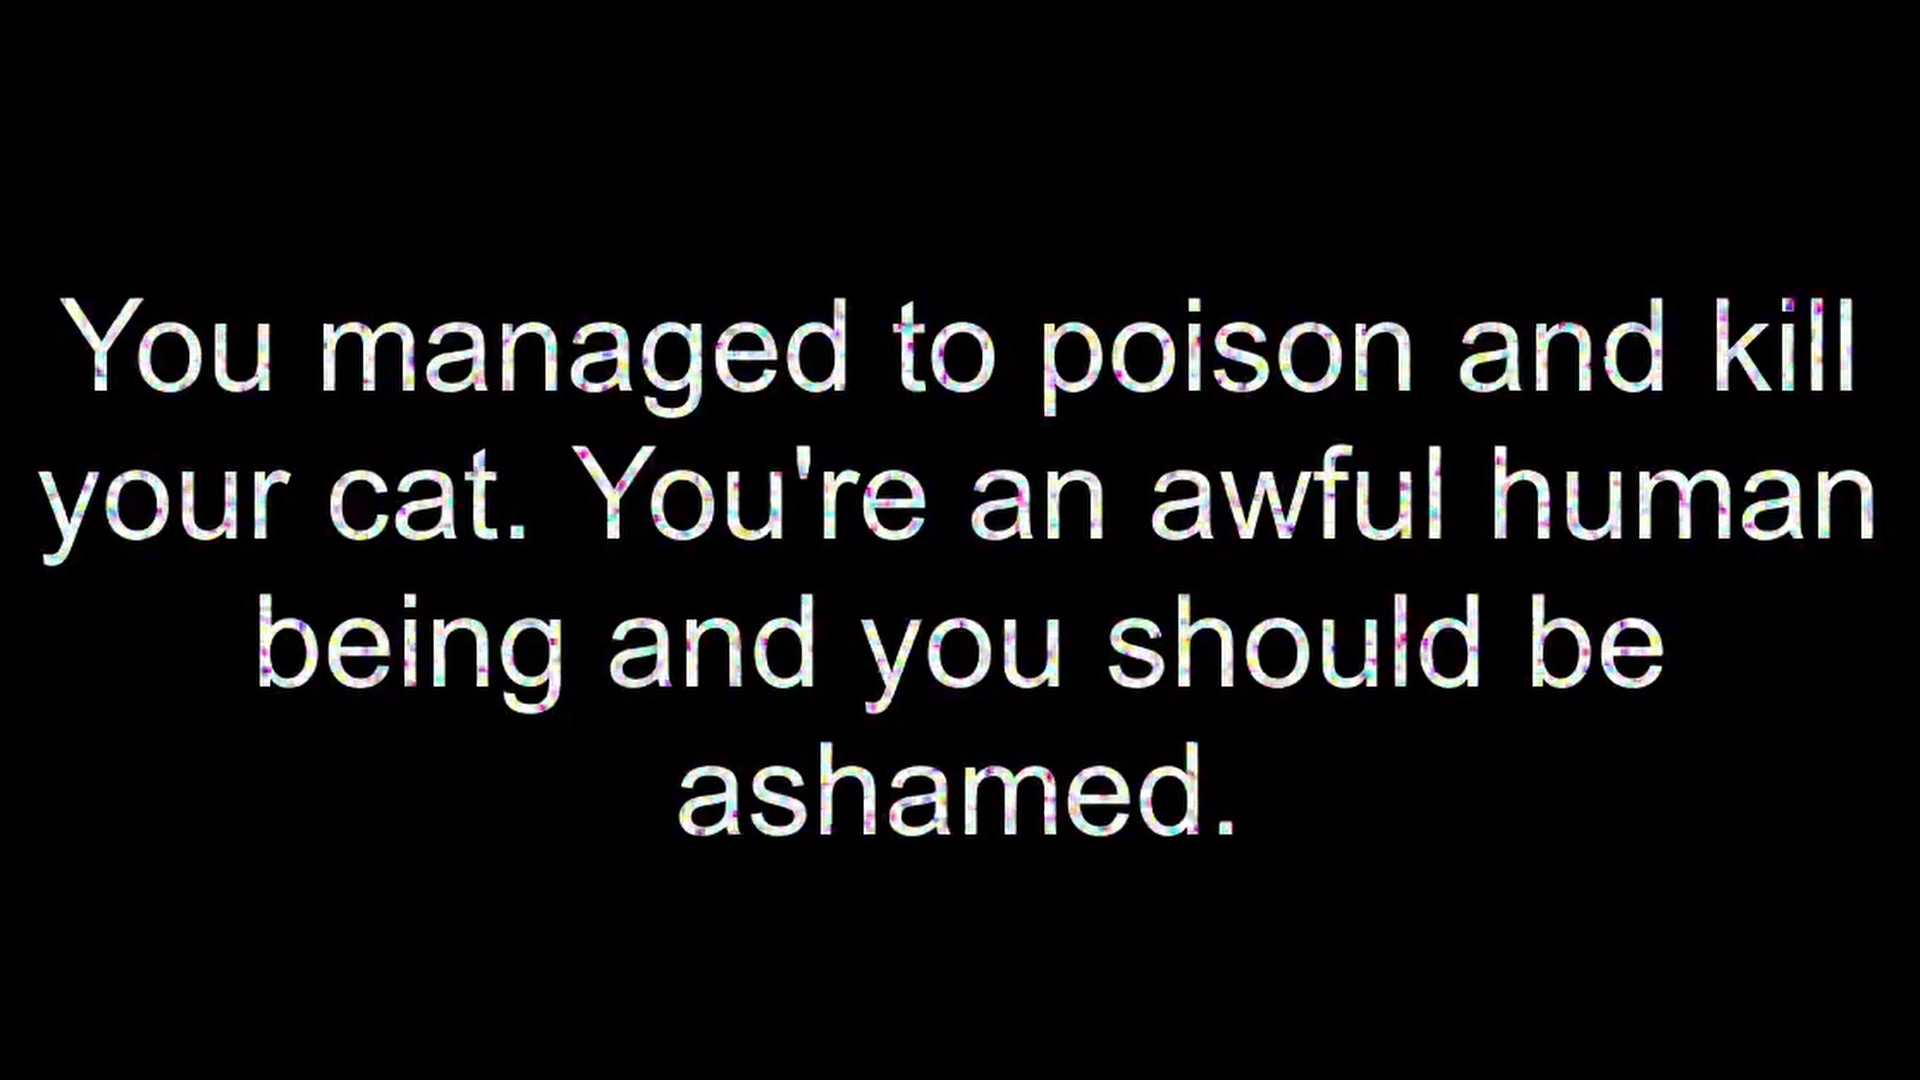 You managed to poison and kill
your cat. You're an awful human
being and you should be
ashamed.